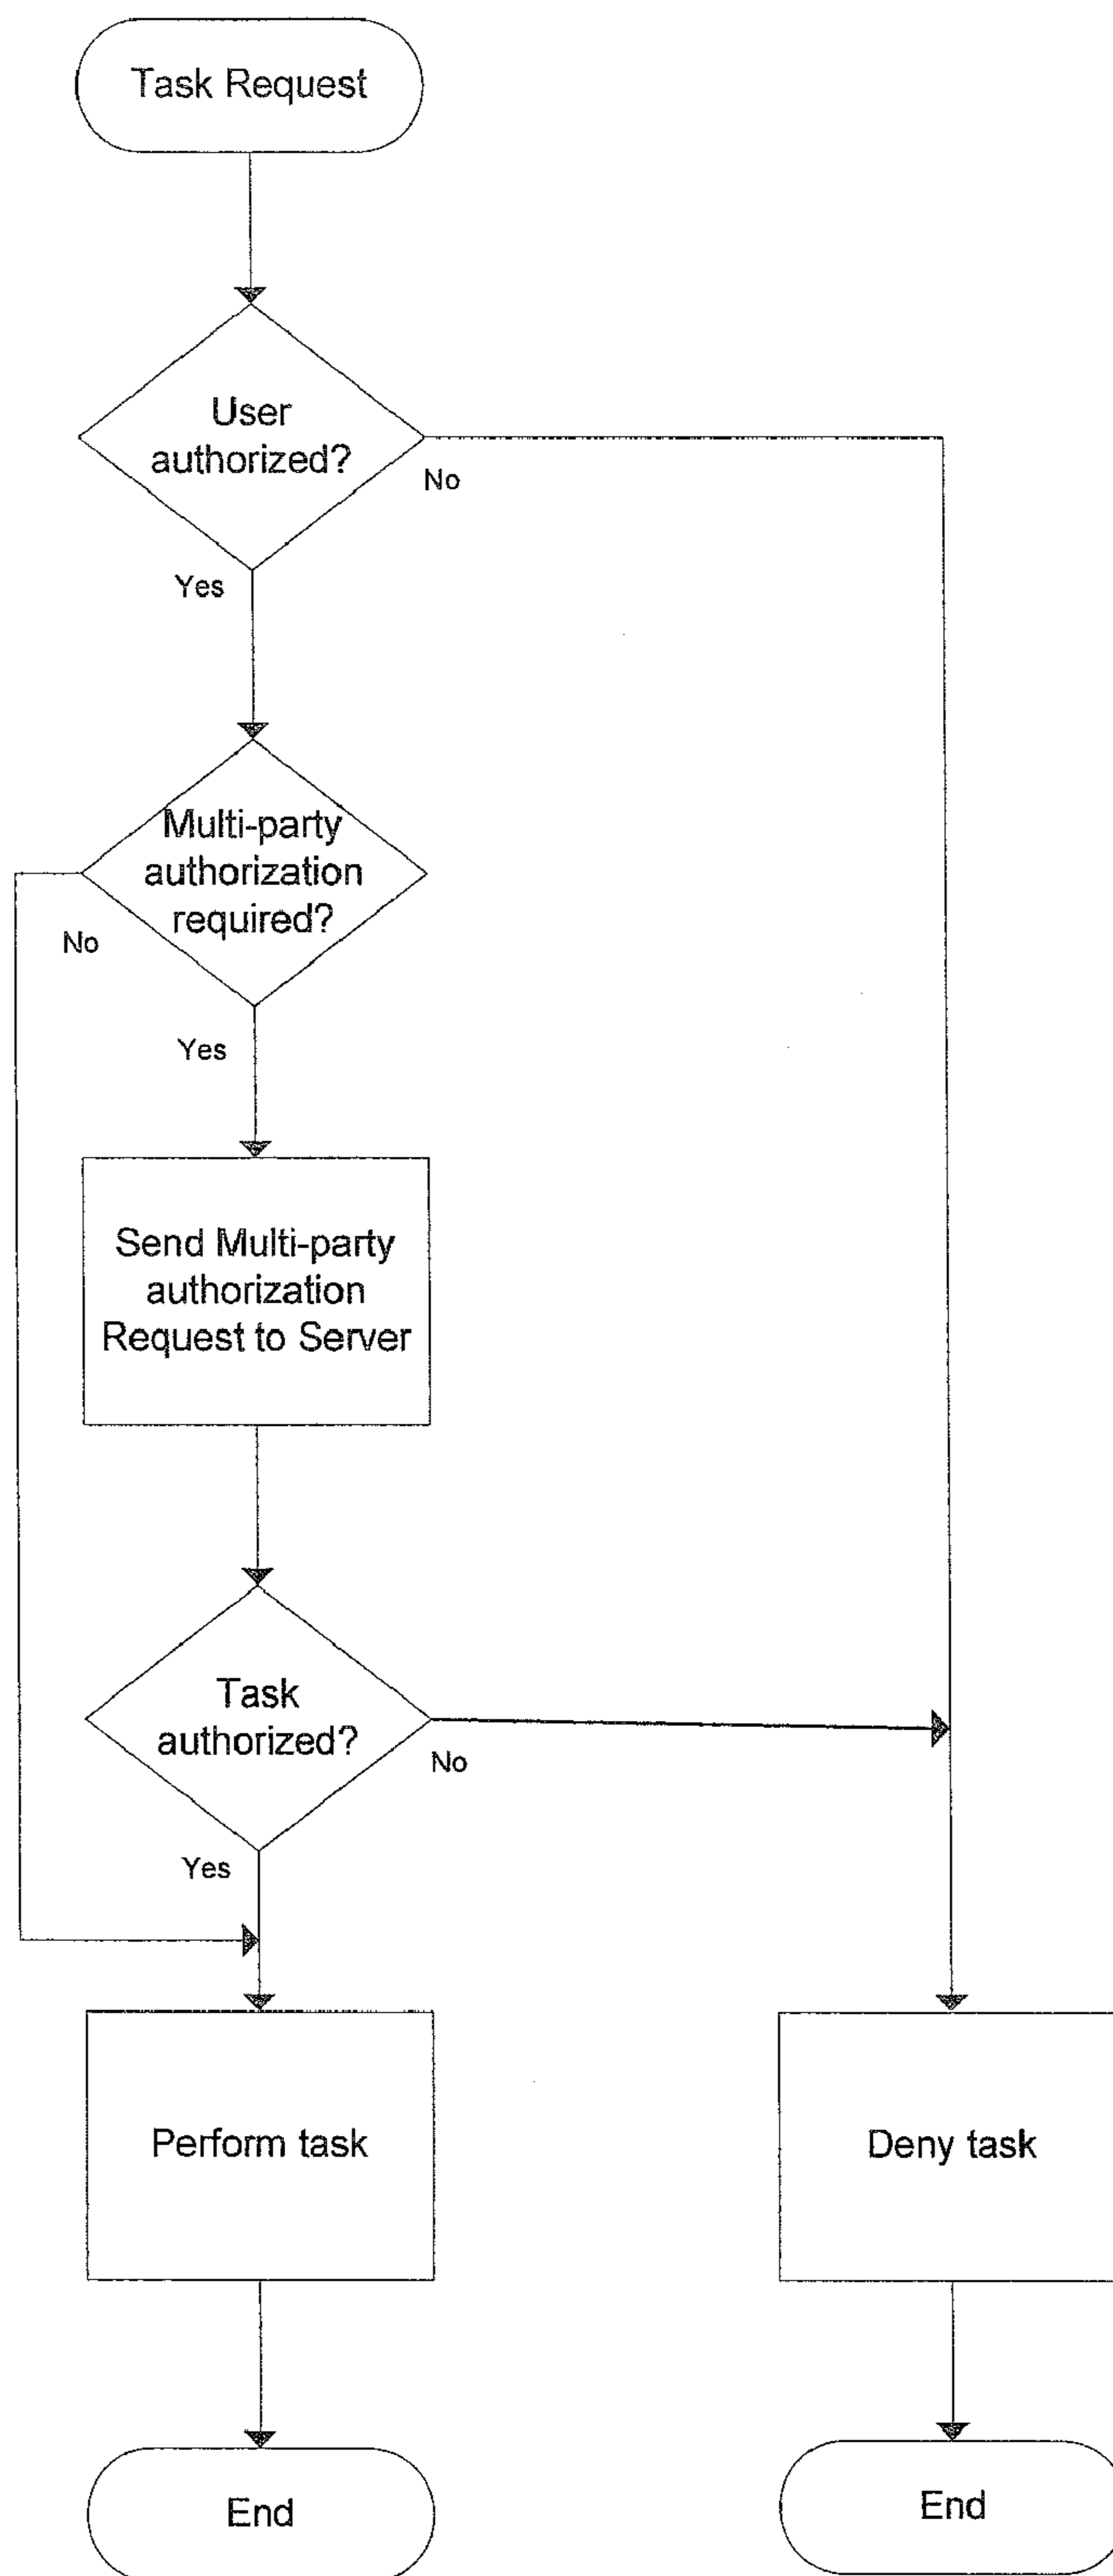 Task Request
User
authorized?
No
Yes
Multi-party
authorization
required?
No
Yes
Send Multi-party
authorization
Request to Server
Task
authorized?
No
Yes
Perform task
Deny task
End
End